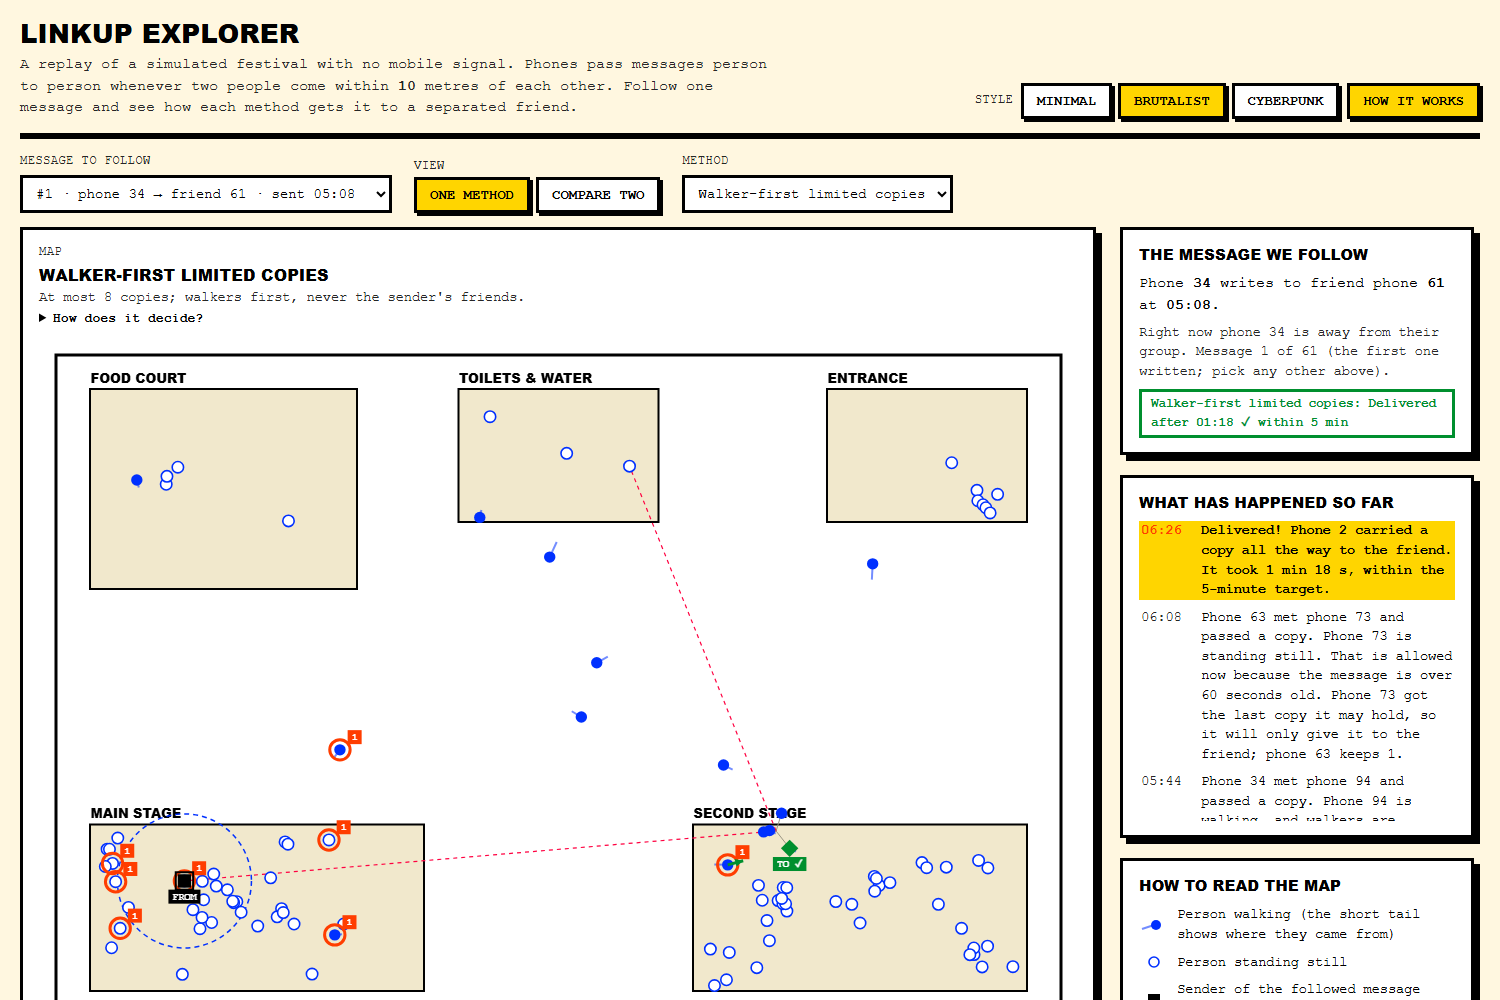 LINKUP EXPLORER
A replay of a simulated festival with no mobile signal. Phones pass messages person
to person whenever two people come within 10 metres of each other. Follow one
message and see how each method gets it to a separated friend.
STYLE
MINIMAL
BRUTALIST
CYBERPUNK
HOW IT WORKS
MESSAGE TO FOLLOW
#1 · phone 34 → friend 61 · sent 05:08
VIEW
ONE METHOD
COMPARE TWO
METHOD
Walker-first limited copies
MAP
WALKER-FIRST LIMITED COPIES
At most 8 copies; walkers first, never the sender's friends.
▶ How does it decide?
FOOD COURT
TOILETS & WATER
ENTRANCE
1
MAIN STAGE
SECOND STAGE
1
1
1
1
1
TO ✓
FROM
1
1
THE MESSAGE WE FOLLOW
Phone 34 writes to friend phone 61
at 05:08.
Right now phone 34 is away from their
group. Message 1 of 61 (the first one
written; pick any other above).
Walker-first limited copies: Delivered
after 01:18 ✓ within 5 min
WHAT HAS HAPPENED SO FAR
06:26 Delivered! Phone 2 carried a
copy all the way to the friend.
It took 1 min 18 s, within the
5-minute target.
06:08 Phone 63 met phone 73 and
passed a copy. Phone 73 is
standing still. That is allowed
now because the message is over
60 seconds old. Phone 73 got
the last copy it may hold, so
it will only give it to the
friend; phone 63 keeps 1.
05:44 Phone 34 met phone 94 and
passed a copy. Phone 94 is
walking, and walkers are
HOW TO READ THE MAP
Person walking (the short tail
shows where they came from)
Person standing still
Sender of the followed message